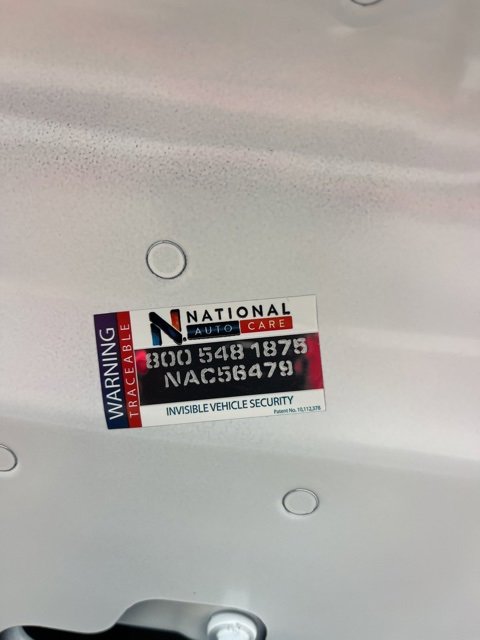 WARNING
TRACEABLE
N.
NATIONAL
AUTO CARE
800 548 1875
NAC56479
INVISIBLE VEHICLE SECURITY
Patent No. 10,112,378